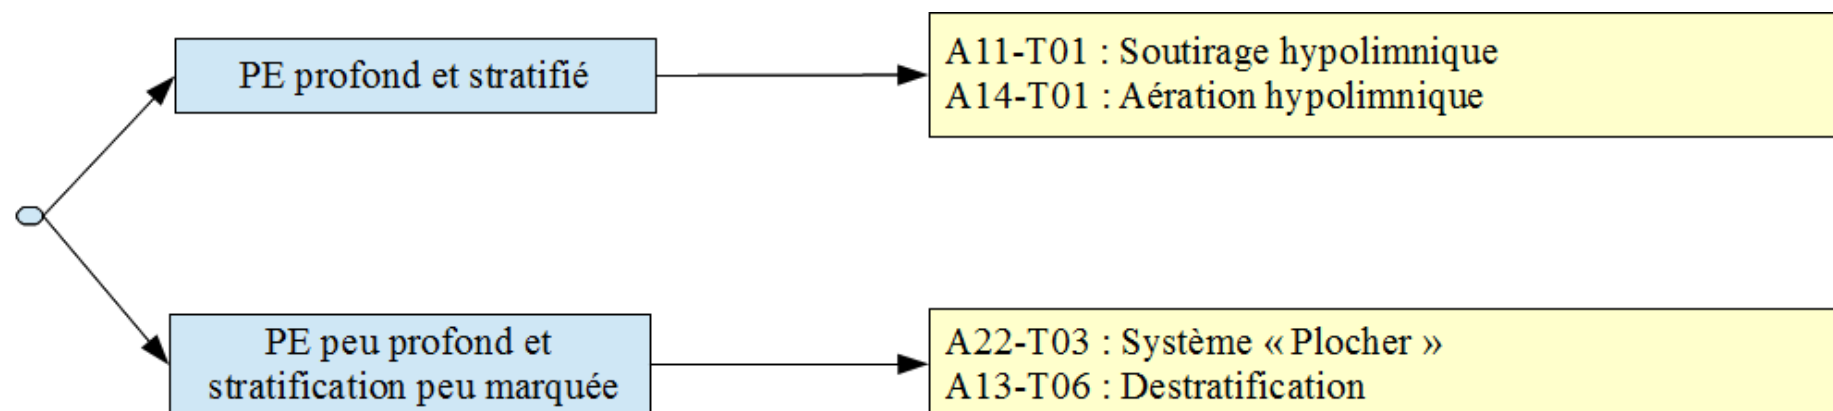 PE profond et stratifié
A11-T01 : Soutirage hypolimnique
A14-T01 : Aération hypolimnique
PE peu profond et
stratification peu marquée
A22-T03 : Système « Plocher »
A13-T06 : Destratification